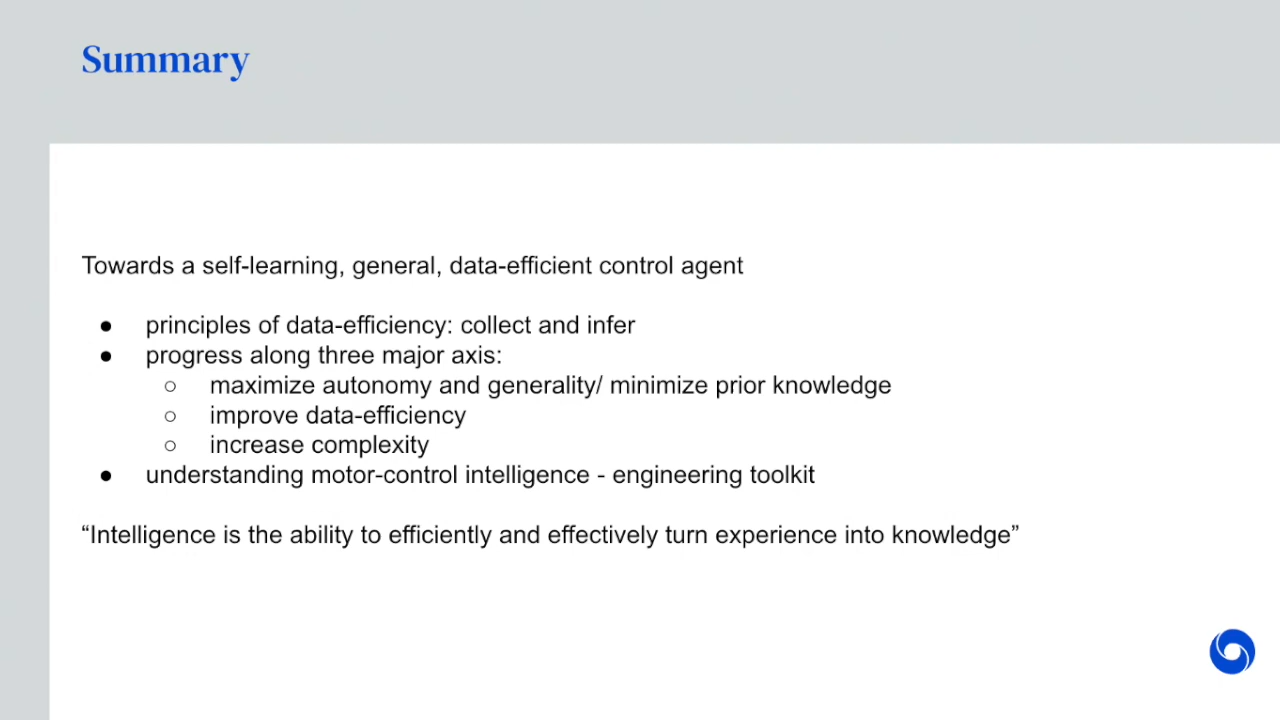 Summary
Towards a self-learning, general, data-efficient control agent
● principles of data-efficiency: collect and infer
● progress along three major axis:
○ maximize autonomy and generality/ minimize prior knowledge
○ improve data-efficiency
○ increase complexity
● understanding motor-control intelligence - engineering toolkit
“Intelligence is the ability to efficiently and effectively turn experience into knowledge”